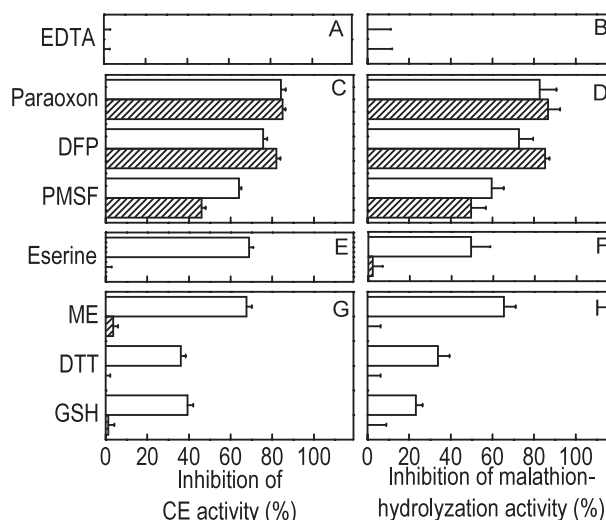 EDTA
A
B
Paraoxon
C
D
DFP
PMSF
Eserine
E
F
ME
G
H
DTT
GSH
0 20 40 60 80 100
0 20 40 60 80 100
Inhibition of
CE activity (%)
Inhibition of malathion-
hydrolyzation activity (%)